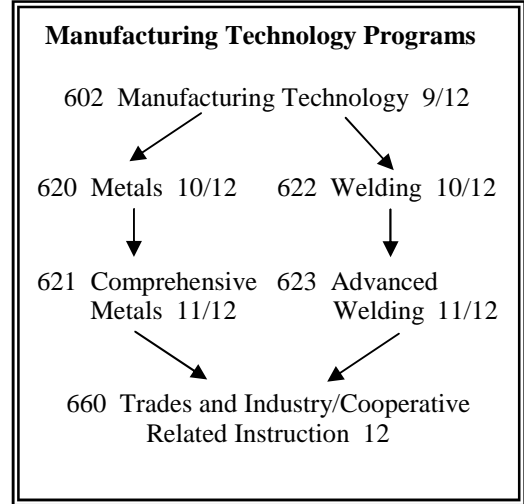 Manufacturing Technology Programs
602 Manufacturing Technology 9/12
620 Metals 10/12 622 Welding 10/12
621 Comprehensive 623 Advanced
Metals 11/12 Welding 11/12
660 Trades and Industry/Cooperative
Related Instruction 12